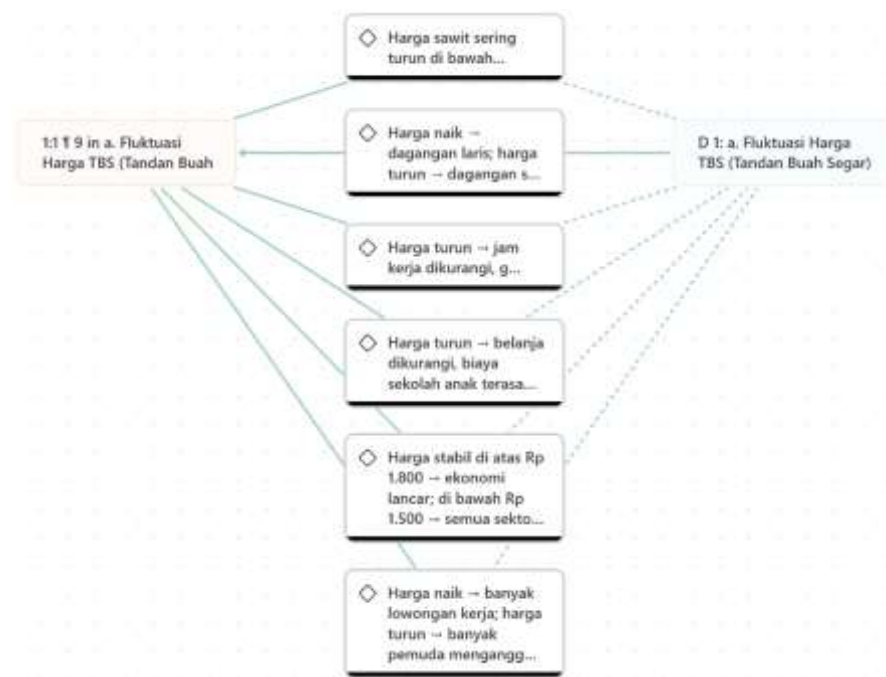 Harga sawit sering
turun di bawah...
1:1 ¶ 9 in a. Fluktuasi
Harga TBS (Tandan Buah
Harga naik →
dagangan laris; harga
turun → dagangan s...
D 1: a. Fluktuasi Harga
TBS (Tandan Buah Segar)
Harga turun → jam
kerja dikurangi, g...
Harga turun → belanja
dikurangi, biaya
sekolah anak terasa...
Harga stabil di atas Rp
1.800 → ekonomi
lancar; di bawah Rp
1.500 → semua sekto...
Harga naik → banyak
lowongan kerja; harga
turun → banyak
pemuda mengangg...